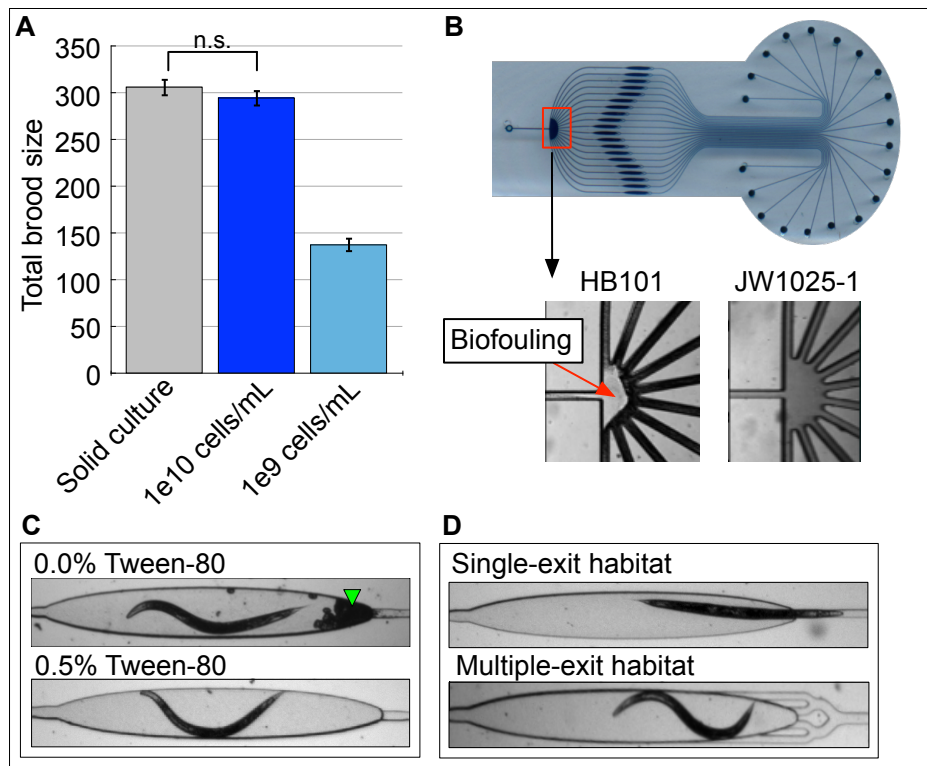 A
Total brood size
350
300
250
200
150
100
50
0
n.s.
Solid culture
1e10 cells/mL
1e9 cells/mL
B
HB101
JW1025-1
Biofouling
C
0.0% Tween-80
0.5% Tween-80
D
Single-exit habitat
Multiple-exit habitat